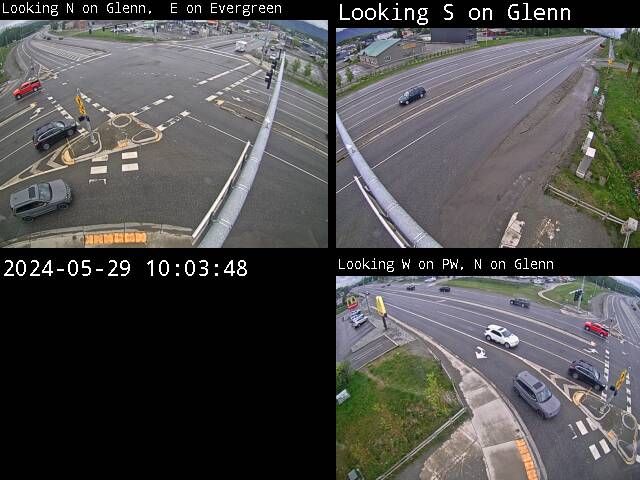 Looking N on Glenn,  E on Evergreen
Looking S on Glenn
2024-05-29 10:03:48
Looking W on PW, N on Glenn